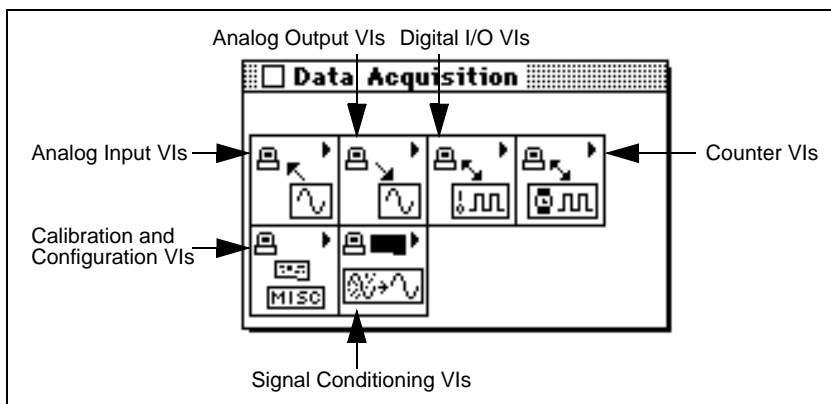 Analog Output VIs Digital I/O VIs
Data Acquisition
Analog Input VIs
Counter VIs
Calibration and
Configuration VIs
MISC
Signal Conditioning VIs